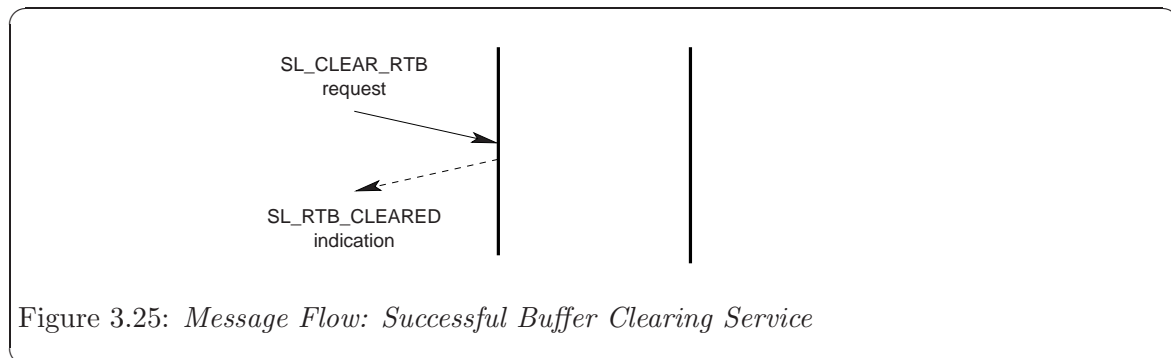 SL_CLEAR_RTB
request
SL_RTB_CLEARED
indication
Figure 3.25: Message Flow: Successful Buffer Clearing Service